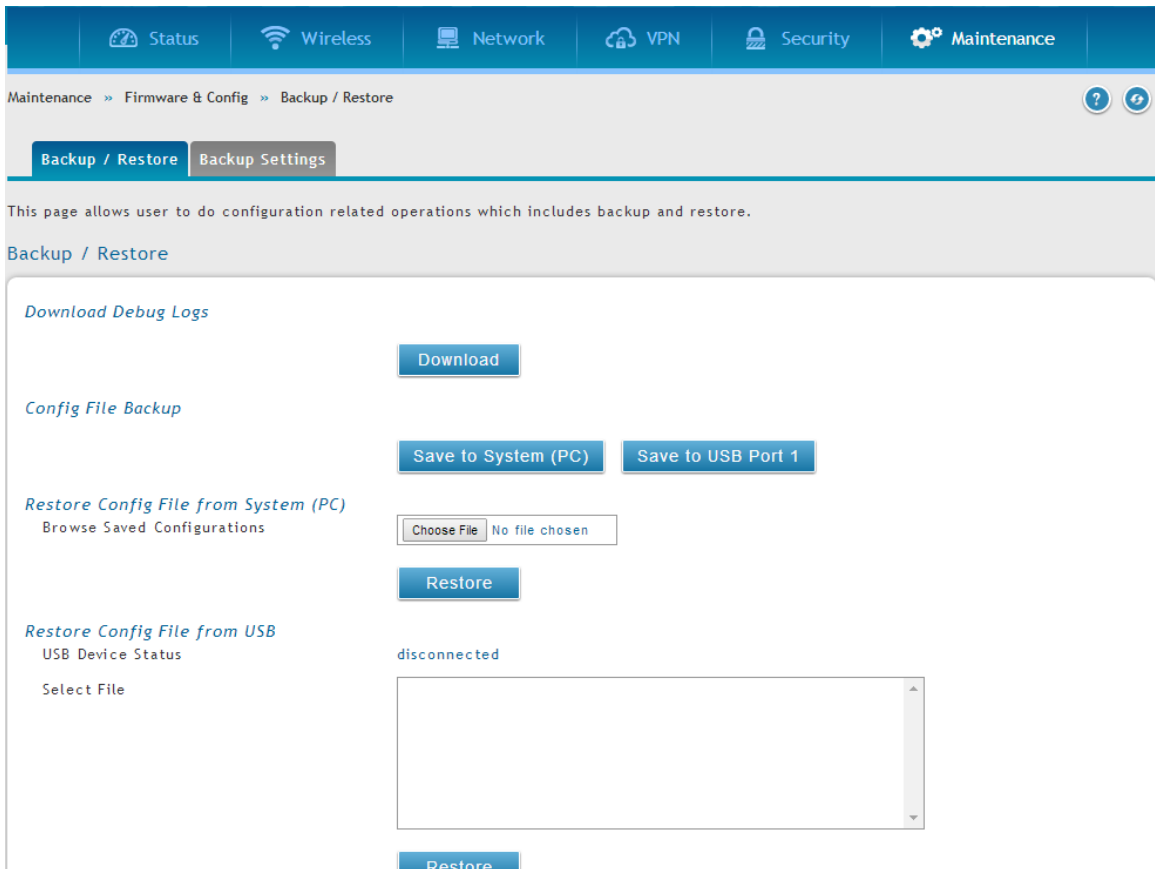 Status Wireless Network VPN Security Maintenance
Maintenance » Firmware & Config » Backup / Restore ?
Backup / Restore Backup Settings
This page allows user to do configuration related operations which includes backup and restore.
Backup / Restore
Download Debug Logs
Download
Config File Backup
Save to System (PC) Save to USB Port 1
Restore Config File from System (PC)
Browse Saved Configurations Choose File No file chosen
Restore
Restore Config File from USB
USB Device Status disconnected
Select File
Restore